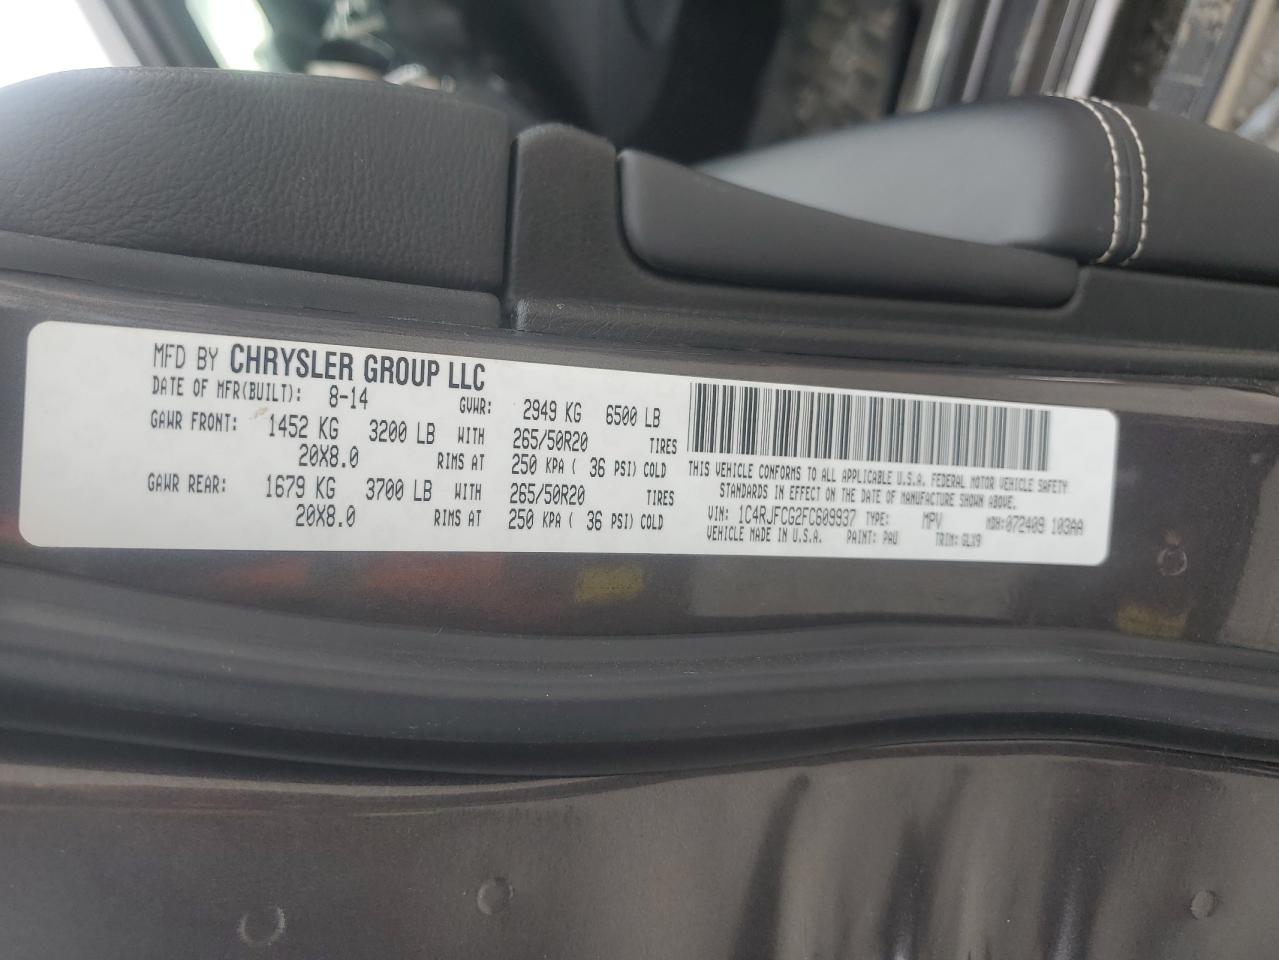 MFD BY CHRYSLER GROUP LLC
DATE OF MFR(BUILT): 8-14 GVWR: 2949 KG 6500 LB
GAWR FRONT: 1452 KG 3200 LB WITH 265/50R20 TIRES
20X8.0 RIMS AT 250 KPA ( 36 PSI) COLD
GAWR REAR: 1679 KG 3700 LB WITH 265/50R20 TIRES
20X8.0 RIMS AT 250 KPA ( 36 PSI) COLD
THIS VEHICLE CONFORMS TO ALL APPLICABLE U.S.A. FEDERAL MOTOR VEHICLE SAFETY
STANDARDS IN EFFECT ON THE DATE OF MANUFACTURE SHOWN ABOVE.
VIN: 1C4RJFCG2FC609937 TYPE: MPV MDH:072409 103AA
VEHICLE MADE IN U.S.A. PAINT: PAU TRIM:GLX9